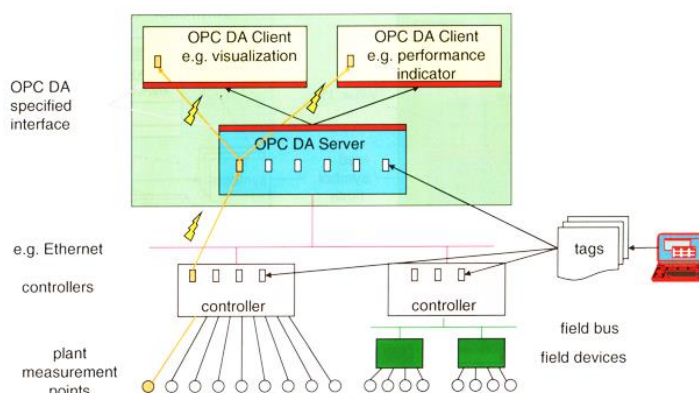 OPC DA Client
e.g. visualization
OPC DA Client
e.g. performance
indicator
OPC DA
specified
interface
OPC DA Server
e.g. Ethernet
tags
controllers
controller
controller
field bus
plant
measurement
points
field devices